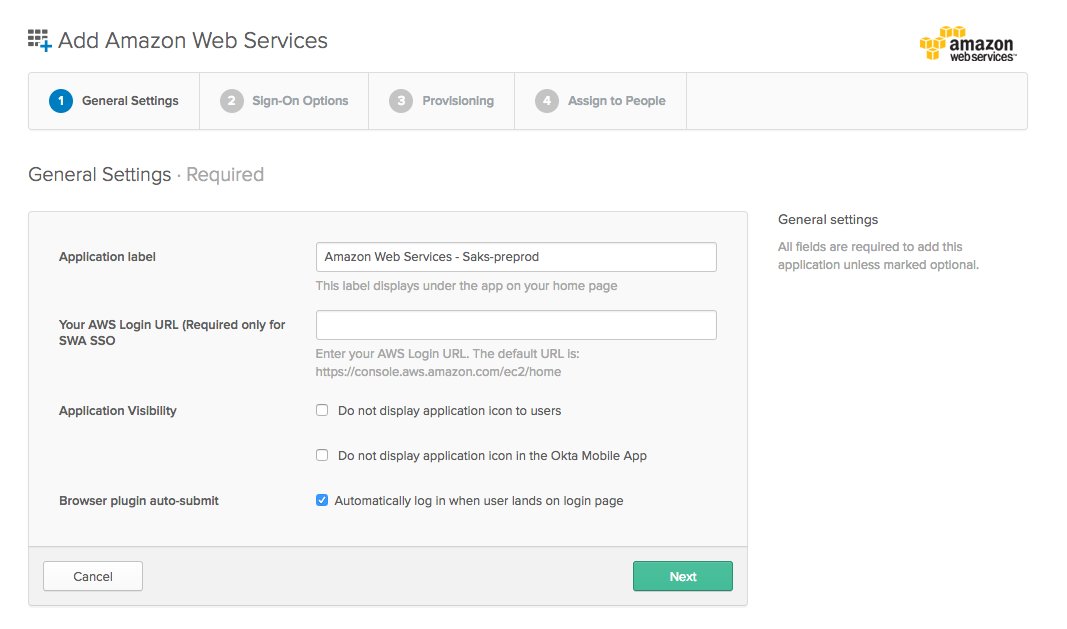 Add Amazon Web Services
amazon
webservices™
1 General Settings
2 Sign-On Options
3 Provisioning
4 Assign to People
General Settings · Required
General settings
All fields are required to add this
application unless marked optional.
Application label
Amazon Web Services - Saks-preprod
This label displays under the app on your home page
Your AWS Login URL (Required only for
SWA SSO
Enter your AWS Login URL. The default URL is:
https://console.aws.amazon.com/ec2/home
Application Visibility
Do not display application icon to users
Do not display application icon in the Okta Mobile App
Browser plugin auto-submit
Automatically log in when user lands on login page
Cancel
Next